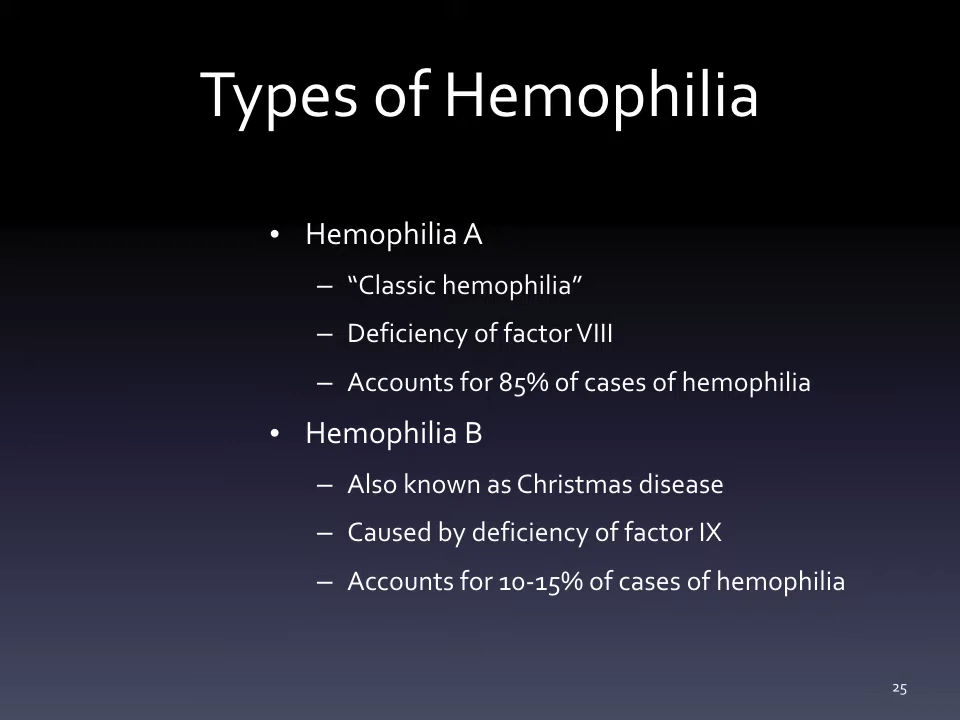 Types of Hemophilia
• Hemophilia A
– “Classic hemophilia”
– Deficiency of factor VIII
– Accounts for 85% of cases of hemophilia
• Hemophilia B
– Also known as Christmas disease
– Caused by deficiency of factor IX
– Accounts for 10-15% of cases of hemophilia
25